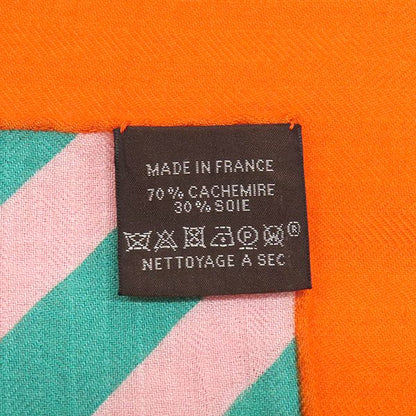 MADE IN FRANCE
70% CACHEMIRE
30% SOIE
®
NETTOYAGE A SEC